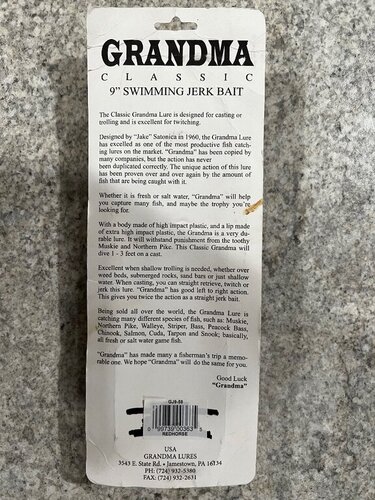 GRANDMA
CLASSIC
9" SWIMMING JERK BAIT
The Classic Grandma Lure is designed for casting or
trolling and is excellent for twitching.
Designed by "Jake" Satonica in 1960, the Grandma Lure
has excelled as one of the most productive fish catch-
ing lures on the market. "Grandma" has been copied by
many companies, but the action has never
been duplicated correctly. The unique action of this lure
has been proven over and over again by the amount of
fish that are being caught with it.
Whether it is fresh or salt water, "Grandma" will help
you capture many fish, and maybe the trophy you're
looking for.
With a body made of high impact plastic, and a lip made
of extra high impact plastic, the Grandma is a very du-
rable lure. It will withstand punishment from the toothy
Muskie and Northern Pike. This Classic Grandma will
dive 1 - 3 feet on a cast.
Excellent when shallow trolling is needed, whether over
weed beds, submerged rocks, sand bars or just shallow
water. When casting, you can straight retrieve, twitch or
jerk this lure. "Grandma" has good left to right action.
This gives you twice the action as a straight jerk bait.
Being sold all over the world, the Grandma Lure is
catching many different species of fish, such as: Muskie,
Northern Pike, Walleye, Striper, Bass, Peacock Bass,
Chinook, Salmon, Cuda, Tarpon and Snook; basically,
all fresh or salt water game fish.
"Grandma" has made many a fisherman's trip a memo-
rable one. We hope "Grandma" will do the same for you.
Good Luck
"Grandma"
GJ9-58
0 99739 00363 5
REDHORSE
USA
GRANDMA LURES
3543 E. State Rd. • Jamestown, PA 16134
PH: (724) 932-5380
FAX: (724) 932-2631